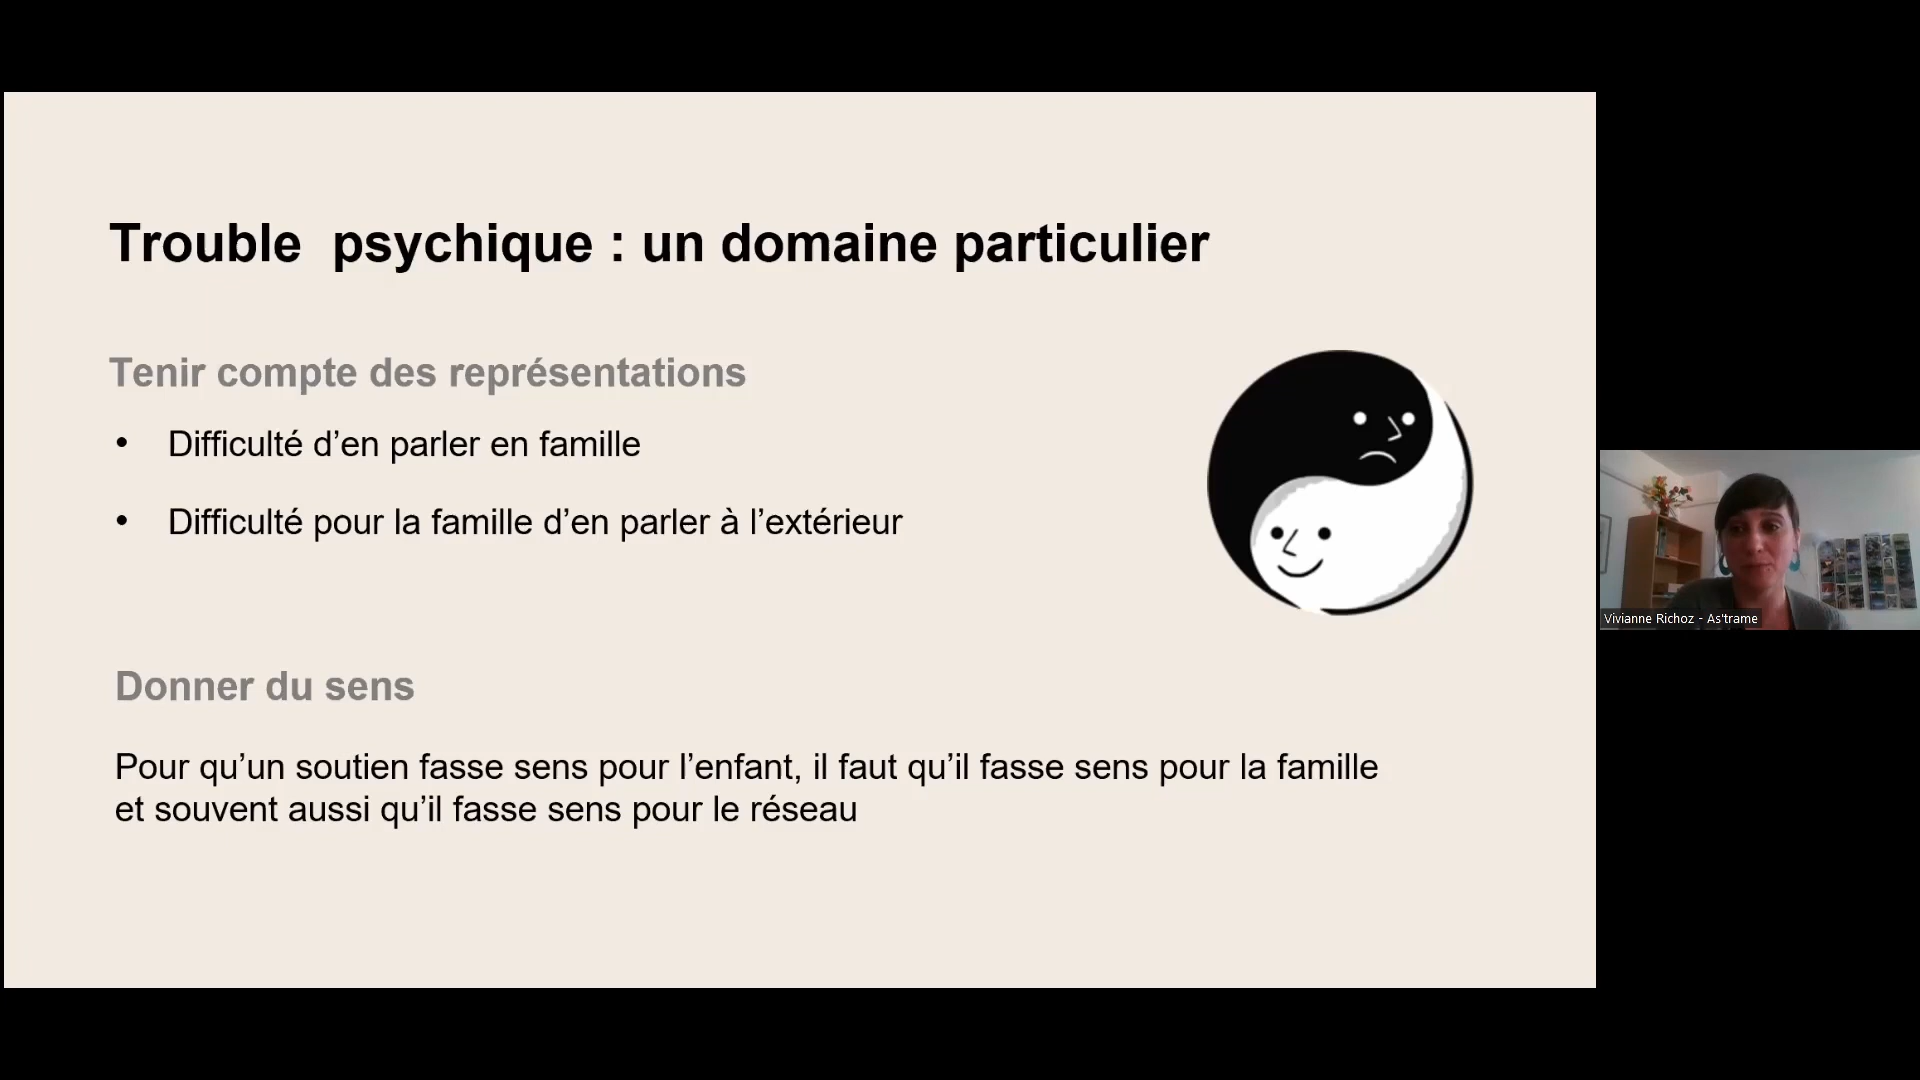 Trouble  psychique : un domaine particulier
Tenir compte des représentations
• Difficulté d’en parler en famille
• Difficulté pour la famille d’en parler à l’extérieur
Donner du sens
Pour qu’un soutien fasse sens pour l’enfant, il faut qu’il fasse sens pour la famille
et souvent aussi qu’il fasse sens pour le réseau
Vivianne Richoz - As'trame